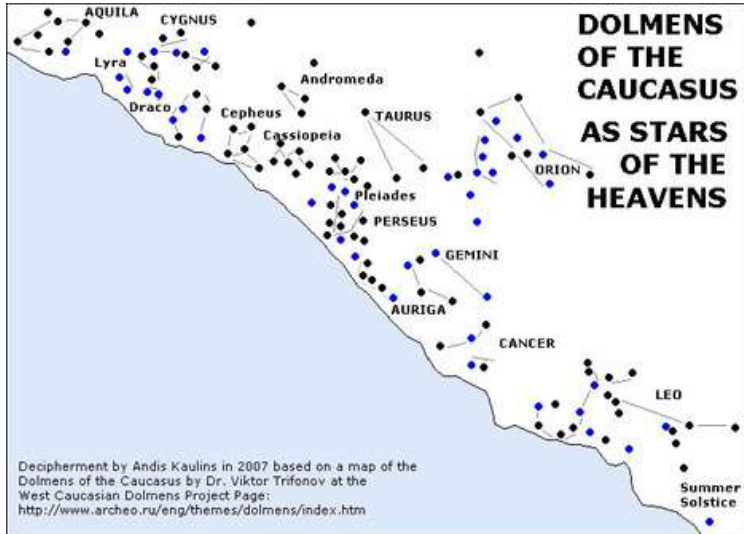 AQUILA
CYGNUS
DOLMENS
OF THE
CAUCASUS
AS STARS
OF THE
HEAVENS
Lyra
Draco
Andromeda
Cepheus
Cassiopeia
TAURUS
ORION
Pleiades
PERSEUS
GEMINI
AURIGA
CANCER
LEO
Summer
Solstice
Decipherment by Andis Kaulins in 2007 based on a map of the
Dolmens of the Caucasus by Dr. Viktor Trifonov at the
West Caucasian Dolmens Project Page:
http://www.archeo.ru/eng/themes/dolmens/index.htm